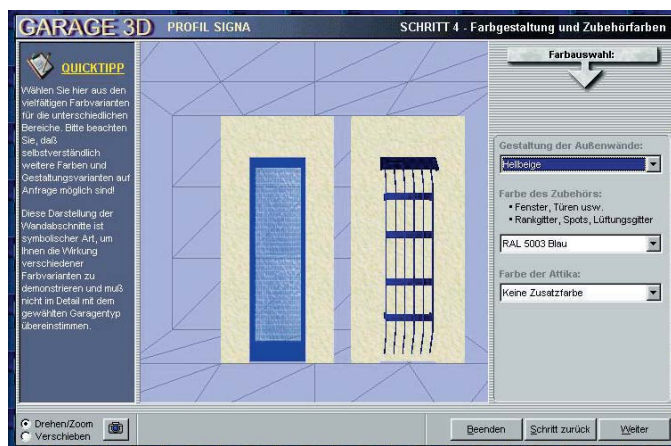 GARAGE 3D PROFIL SIGNA SCHRITT 4 - Farbgestaltung und Zubehörfarben
QUICKTIPP
Wählen Sie hier aus den
vielfältigen Farbvarianten
für die unterschiedlichen
Bereiche. Bitte beachten
Sie, daß
selbstverständlich
weitere Farben und
Gestaltungsvarianten auf
Anfrage möglich sind!
Diese Darstellung der
Wandabschnitte ist
symbolischer Art, um
Ihnen die Wirkung
verschiedener
Farbvarianten zu
demonstrieren und muß
nicht im Detail mit dem
gewählten Garagentyp
übereinstimmen.
Farbauswahl:
Gestaltung der Außenwände:
Hellbeige
Farbe des Zubehörs:
• Fenster, Türen usw.
• Rankgitter, Spots, Lüftungsgitter
RAL 5003 Blau
Farbe der Attika:
Keine Zusatzfarbe
Drehen/Zoom
Verschieben
Beenden Schritt zurück Weiter